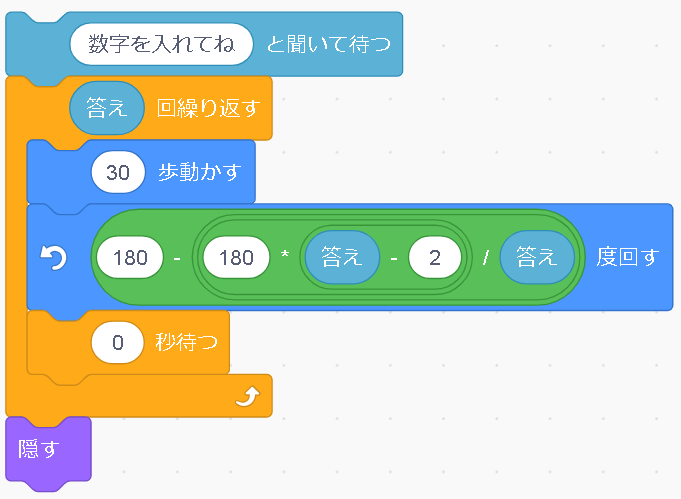 数字を入れてね と聞いて待つ
答え 回繰り返す
30 歩動かす
180 - 180 * 答え - 2 / 答え 度回す
0 秒待つ
隠す